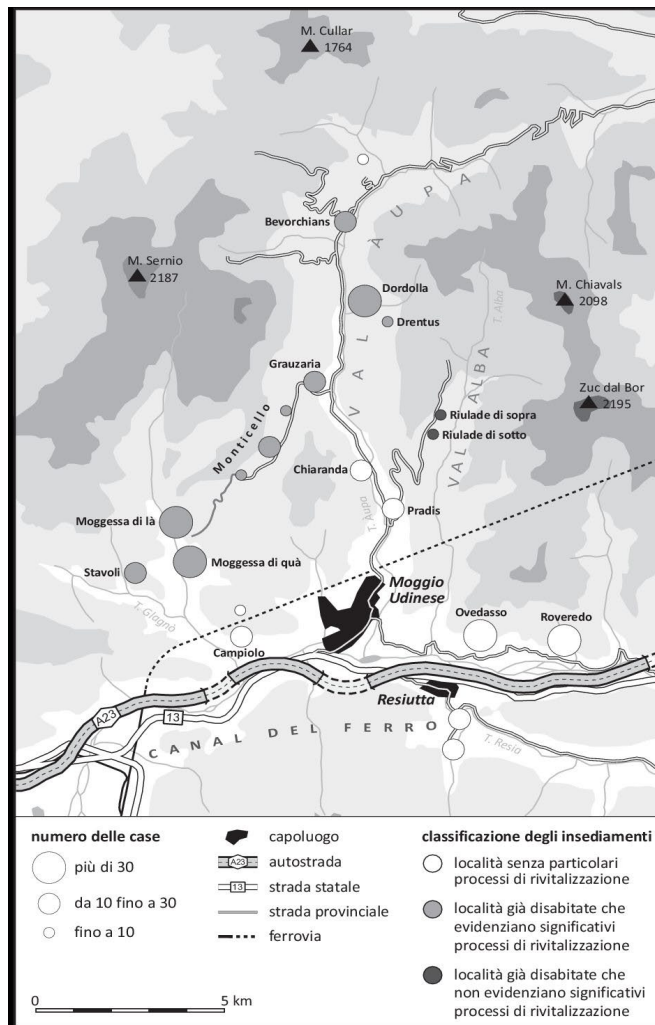 M. Cullar
1764
Bevorchians
VAL AUPA
M. Sernio
2187
Dordolla
Drentus
T. Alba
M. Chiavals
2098
Grauzaria
Zuc dal Bor
2195
Monticello
Riulade di sopra
Riulade di sotto
VAL ALBA
Chiaranda
Pradis
T. Aupa
Moggessa di là
Moggessa di quà
Stavoli
Moggio
Udinese
T. Glagnò
Campiolo
Ovedasso
Roveredo
Resiutta
A23
13
CANAL DEL FERRO
T. Resia
numero delle case
più di 30
da 10 fino a 30
fino a 10
0 5 km
capoluogo
A23 autostrada
13 strada statale
strada provinciale
ferrovia
classificazione degli insediamenti
località senza particolari
processi di rivitalizzazione
località già disabitate che
evidenziano significativi
processi di rivitalizzazione
località già disabitate che
non evidenziano significativi
processi di rivitalizzazione